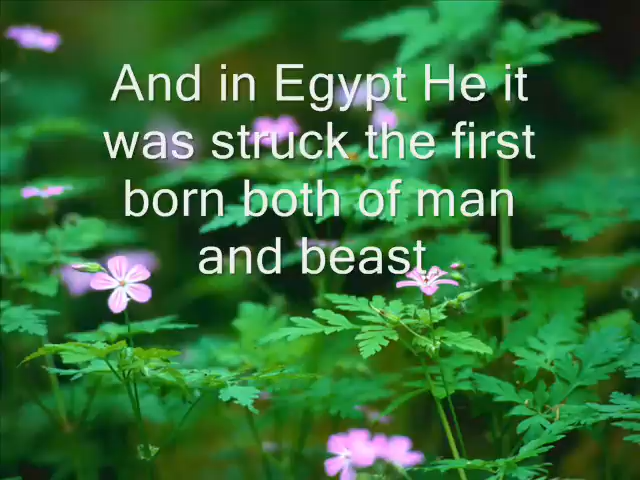 And in Egypt He it
was struck the first
born both of man
and beast